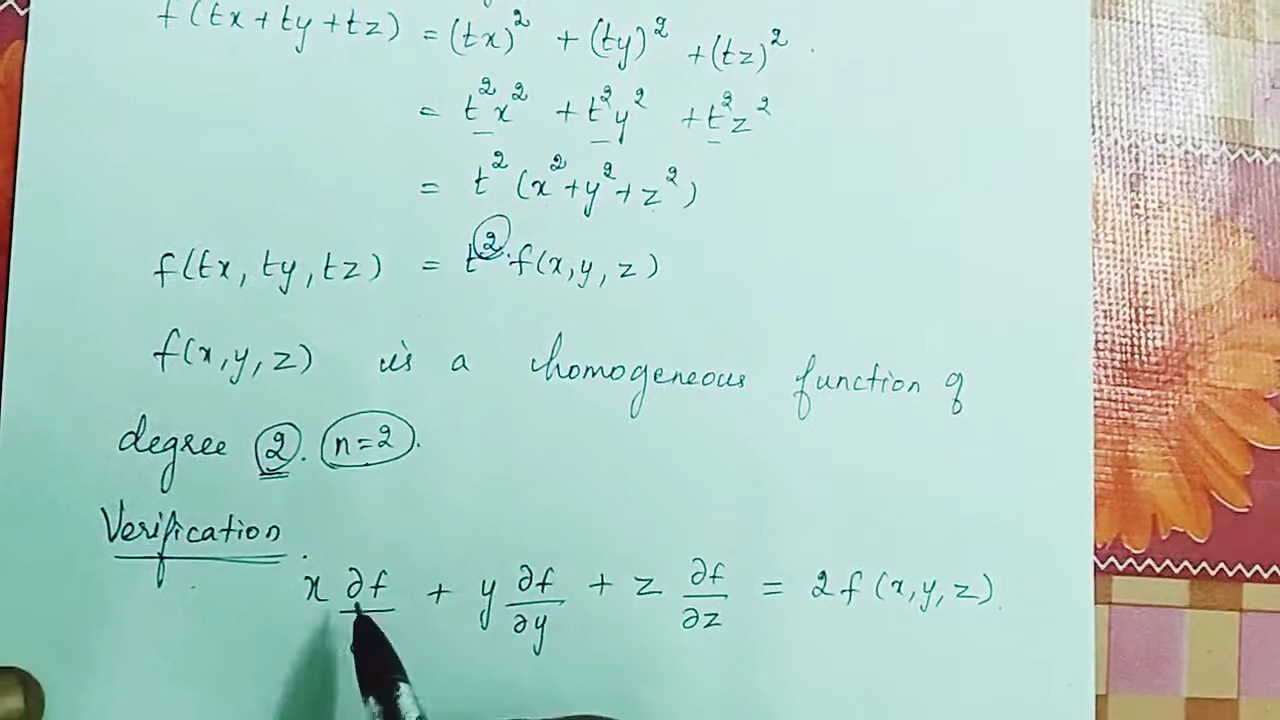 f(tx+ty+tz) = (tx)² + (ty)² + (tz)²
= t²x² + t²y² + t²z²
= t² (x²+y²+z²)
f(tx, ty, tz) = t² . f(x, y, z)
f(x, y, z) is a homogeneous function of
degree 2. n=2.
Verification
x ∂f + y ∂f/∂y + z ∂f/∂z = 2 f (x, y, z).